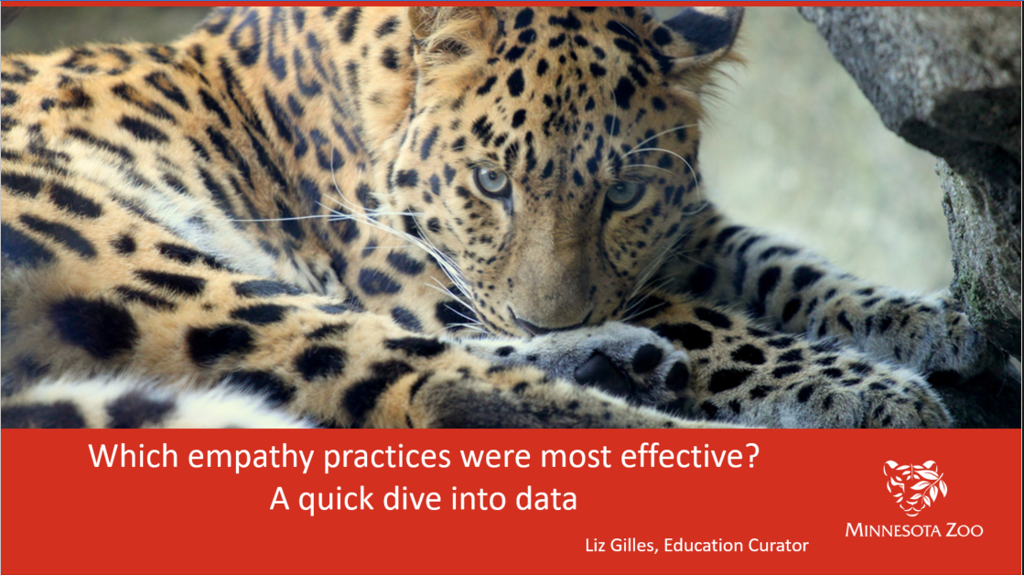 Which empathy practices were most effective?
A quick dive into data
Liz Gilles, Education Curator
MINNESOTA ZOO